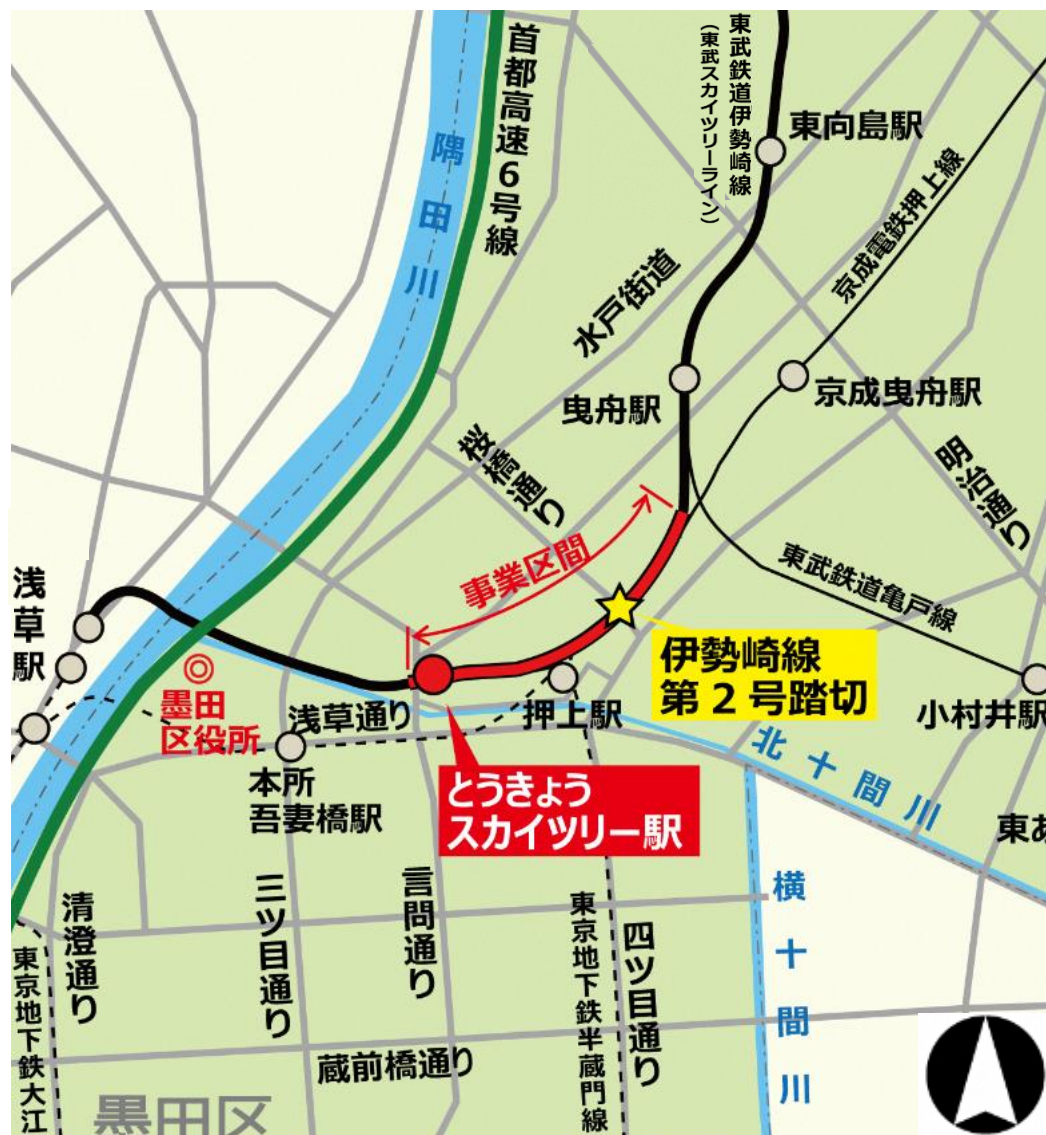 首都高速6号線
東武鉄道伊勢崎線
(東武スカイツリーライン)
隅田川
東向島駅
京成電鉄押上線
水戸街道
曳舟駅
京成曳舟駅
桜橋通り
明治通り
事業区間
浅草駅
東武鉄道亀戸線
伊勢崎線
第2号踏切
墨田
区役所
浅草通り
押上駅
小村井駅
本所
吾妻橋駅
とうきょう
スカイツリー駅
北十間川
東あ
横十間川
清澄通り
三ツ目通り
言問通り
東京地下鉄半蔵門線
四ツ目通り
東京地下鉄大江
蔵前橋通り
墨田区